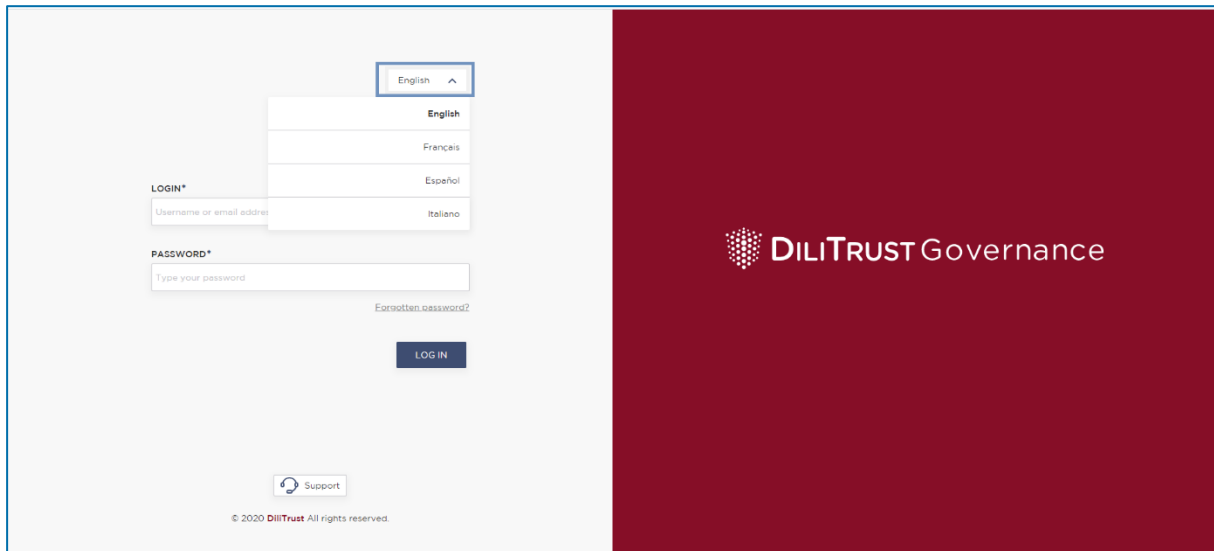 English
English
Français
Español
Italiano
LOGIN*
Username or email addre
PASSWORD*
Type your password
Forgotten password?
LOG IN
Support
© 2020 DiliTrust All rights reserved.
DILITRUST Governance